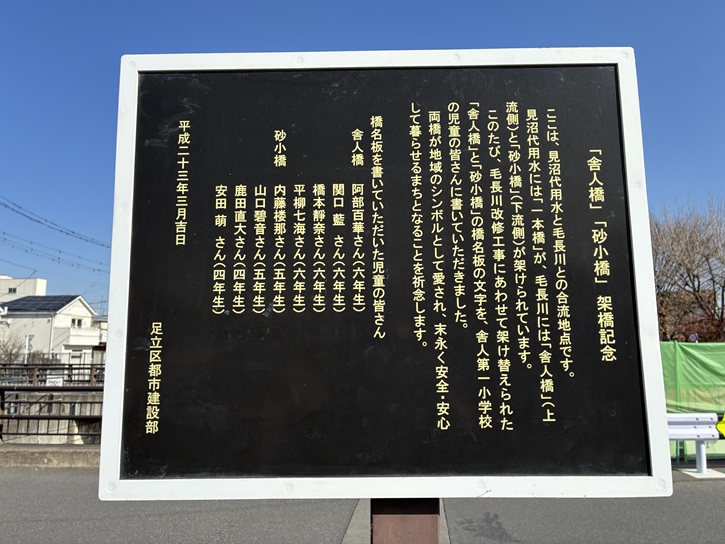 「舎人橋」「砂小橋」 架橋記念
ここは、見沼代用水と毛長川との合流地点です。
見沼代用水には、「一本橋」が、毛長川には「舎人橋」(上
流側)と「砂小橋」(下流側)が架けられています。
このたび、毛長川改修工事にあわせて架け替えられた
「舎人橋」と「砂小橋」の橋名板の文字を、舎人第一小学校
の児童の皆さんに書いていただきました。
両橋が地域のシンボルとして愛され、末永く安全・安心
して暮らせるまちとなることを祈念します。
橋名板を書いていただいた児童の皆さん
舎人橋 阿部百華さん(六年生)
関口 藍 さん(六年生)
橋本靜奈さん(六年生)
平柳七海さん(六年生)
砂小橋 内藤楼那さん(五年生)
山口碧音さん(五年生)
鹿田直大さん(四年生)
安田 萌 さん(四年生)
平成二十三年三月吉日
足立区都市建設部